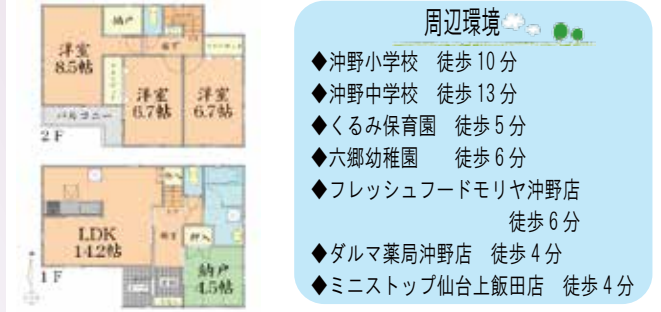 納戸
洋室
8.5帖
廊下
洋室
6.7帖
洋室
6.7帖
バルコニー
2F
LDK
14.2帖
押入
納戸
4.5帖
1F
周辺環境
◆沖野小学校 徒歩10分
◆沖野中学校 徒歩13分
◆くるみ保育園 徒歩5分
◆六郷幼稚園 徒歩6分
◆フレッシュフードモリヤ沖野店
徒歩6分
◆ダルマ薬局沖野店 徒歩4分
◆ミニストップ仙台上飯田店 徒歩4分